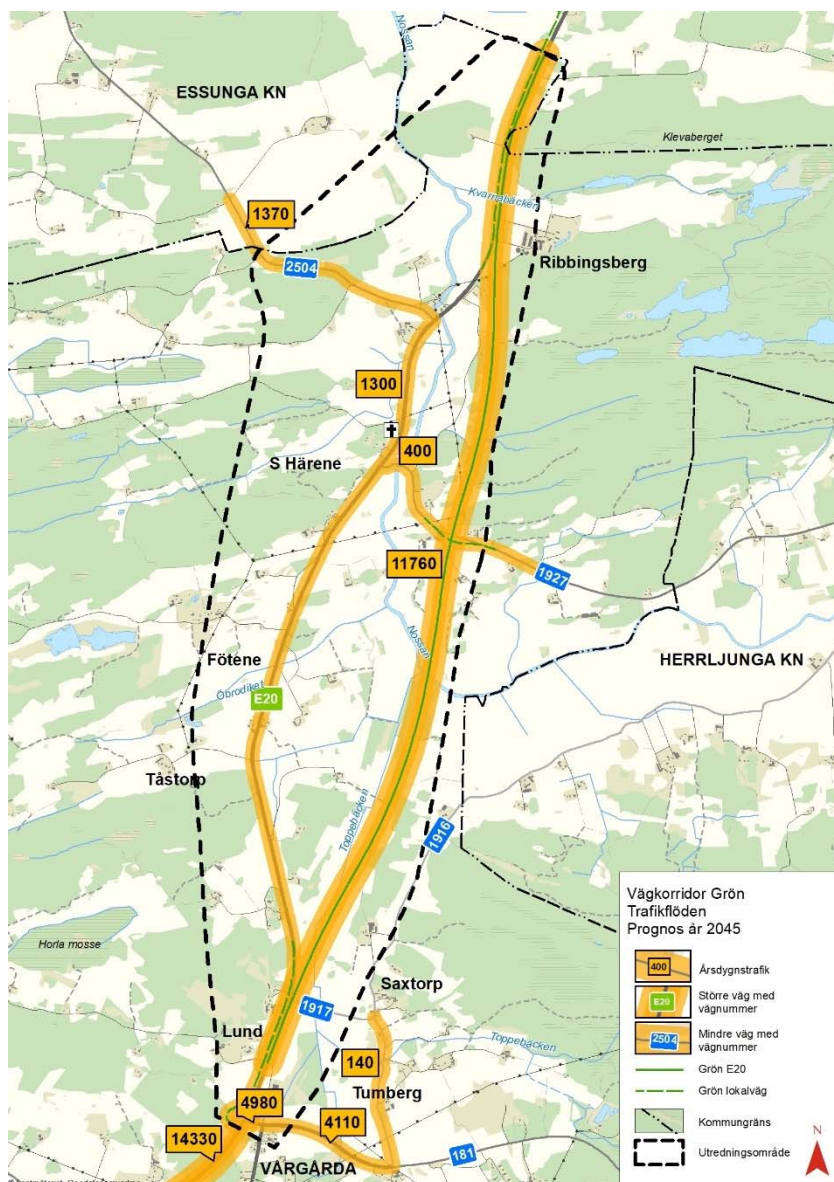 Nossan
ESSUNGA KN
Klevaberget
Kvarnabäcken
1370
2504
Ribbingsberg
1300
400
S Härene
11760
1927
Nossan
Fötene
HERRLJUNGA KN
Öbrodiket
E20
Tåstorp
Toppebäcken
1916
Horla mosse
Saxtorp
1917
Lund
Toppebäcken
140
Tumberg
4980
4110
14330
181
VÅRGÅRDA
Vägkorridor Grön
Trafikflöden
Prognos år 2045
400 Årsdygnstrafik
E20 Större väg med
vägnummer
2504 Mindre väg med
vägnummer
Grön E20
Grön lokalväg
Kommungräns
Utredningsområde
N